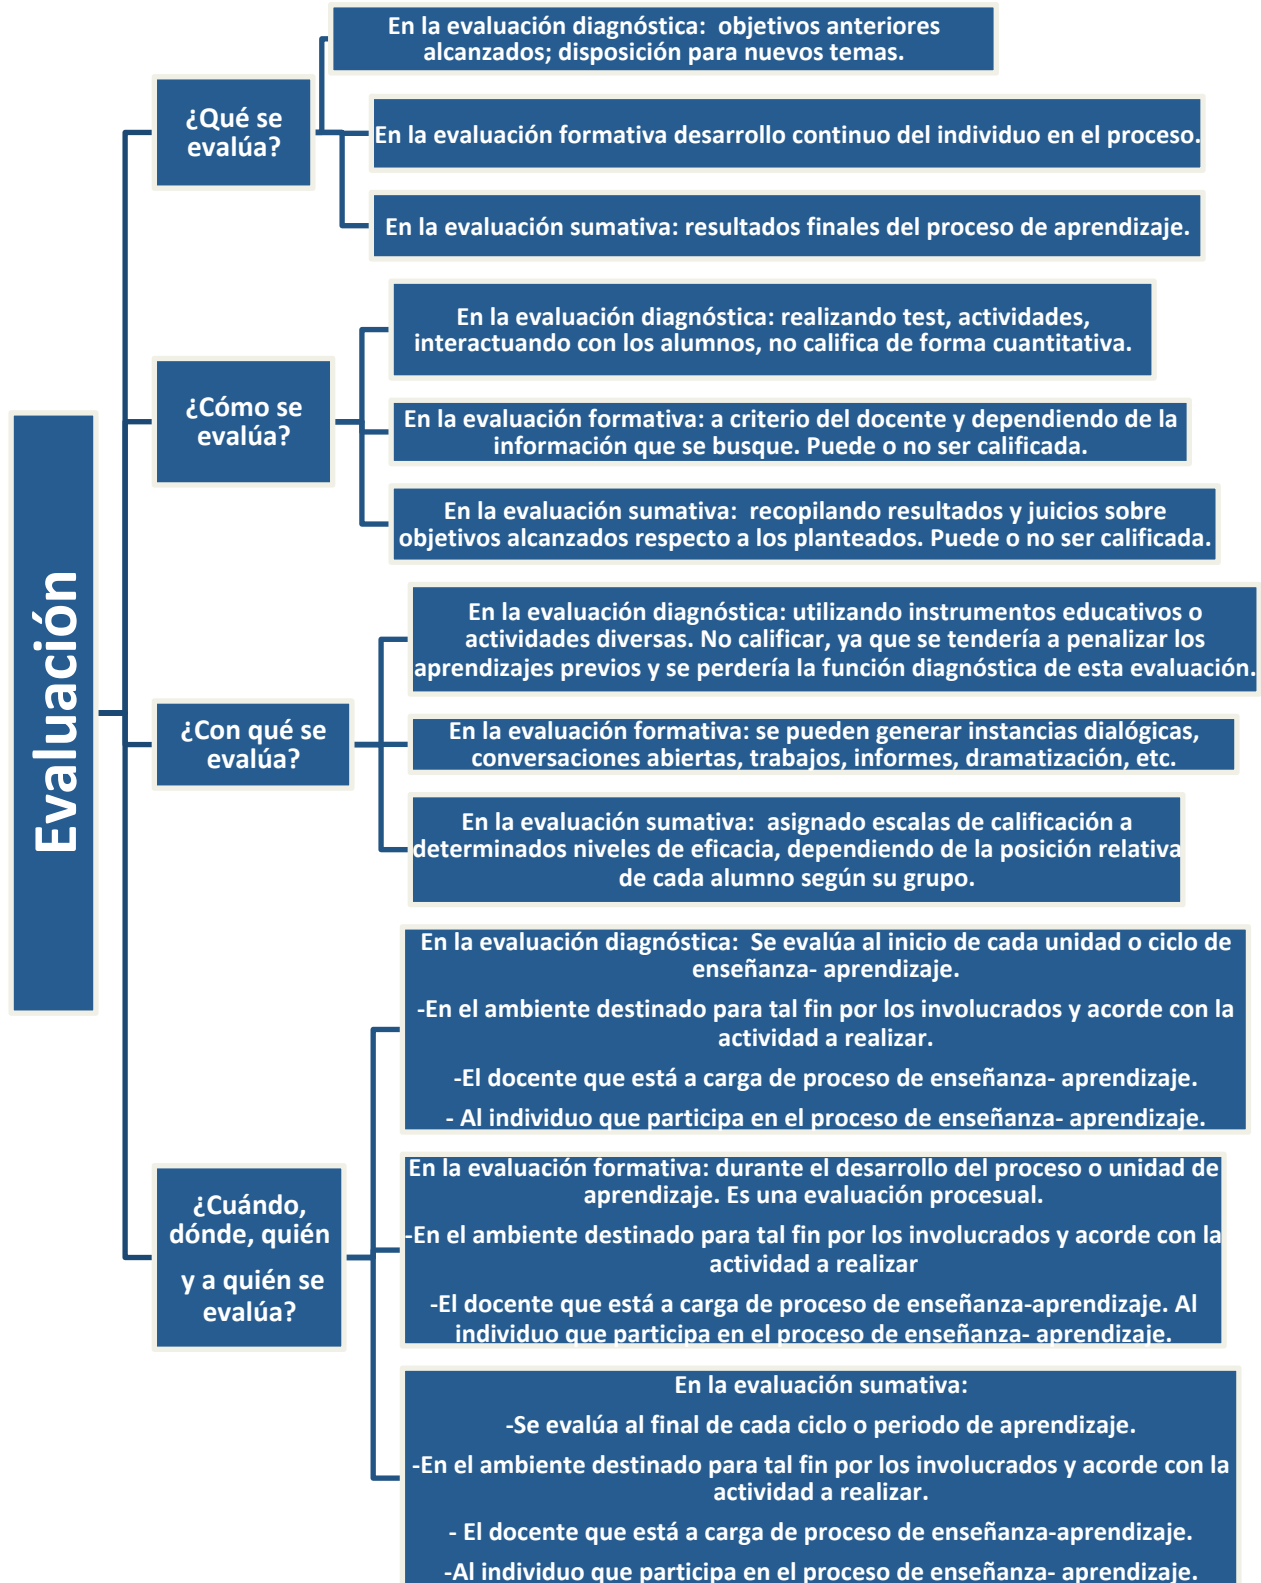 Evaluación
¿Qué se
evalúa?
En la evaluación diagnóstica:  objetivos anteriores
alcanzados; disposición para nuevos temas.
En la evaluación formativa desarrollo continuo del individuo en el proceso.
En la evaluación sumativa: resultados finales del proceso de aprendizaje.
¿Cómo se
evalúa?
En la evaluación diagnóstica: realizando test, actividades,
interactuando con los alumnos, no califica de forma cuantitativa.
En la evaluación formativa: a criterio del docente y dependiendo de la
información que se busque. Puede o no ser calificada.
En la evaluación sumativa:  recopilando resultados y juicios sobre
objetivos alcanzados respecto a los planteados. Puede o no ser calificada.
¿Con qué se
evalúa?
En la evaluación diagnóstica: utilizando instrumentos educativos o
actividades diversas. No calificar, ya que se tendería a penalizar los
aprendizajes previos y se perdería la función diagnóstica de esta evaluación.
En la evaluación formativa: se pueden generar instancias dialógicas,
conversaciones abiertas, trabajos, informes, dramatización, etc.
En la evaluación sumativa:  asignado escalas de calificación a
determinados niveles de eficacia, dependiendo de la posición relativa
de cada alumno según su grupo.
¿Cuándo,
dónde, quién
y a quién se
evalúa?
En la evaluación diagnóstica:  Se evalúa al inicio de cada unidad o ciclo de
enseñanza- aprendizaje.
-En el ambiente destinado para tal fin por los involucrados y acorde con la
actividad a realizar.
-El docente que está a carga de proceso de enseñanza- aprendizaje.
- Al individuo que participa en el proceso de enseñanza- aprendizaje.
En la evaluación formativa: durante el desarrollo del proceso o unidad de
aprendizaje. Es una evaluación procesual.
-En el ambiente destinado para tal fin por los involucrados y acorde con la
actividad a realizar
-El docente que está a carga de proceso de enseñanza-aprendizaje. Al
individuo que participa en el proceso de enseñanza- aprendizaje.
En la evaluación sumativa:
-Se evalúa al final de cada ciclo o periodo de aprendizaje.
-En el ambiente destinado para tal fin por los involucrados y acorde con la
actividad a realizar.
- El docente que está a carga de proceso de enseñanza-aprendizaje.
-Al individuo que participa en el proceso de enseñanza- aprendizaje.